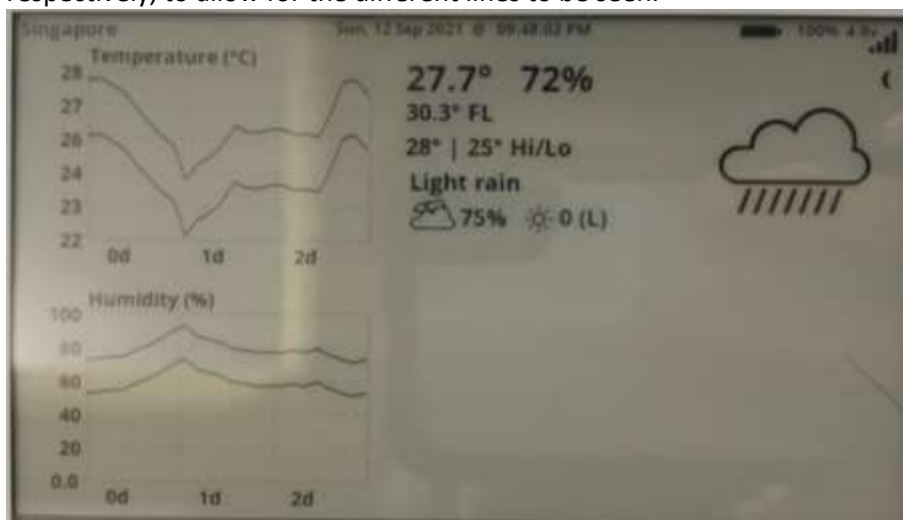 respectively, to allow for the different lines to be seen.
Singapore
Sun, 12 Sep 2021 @ 09:48:02 PM
100% 4.9v
Temperature (°C)
28
27
26
24
23
22
0d 1d 2d
27.7° 72%
30.3° FL
28° | 25° Hi/Lo
Light rain
75% 0 (L)
Humidity (%)
100
80
60
40
20
0.0
0d 1d 2d